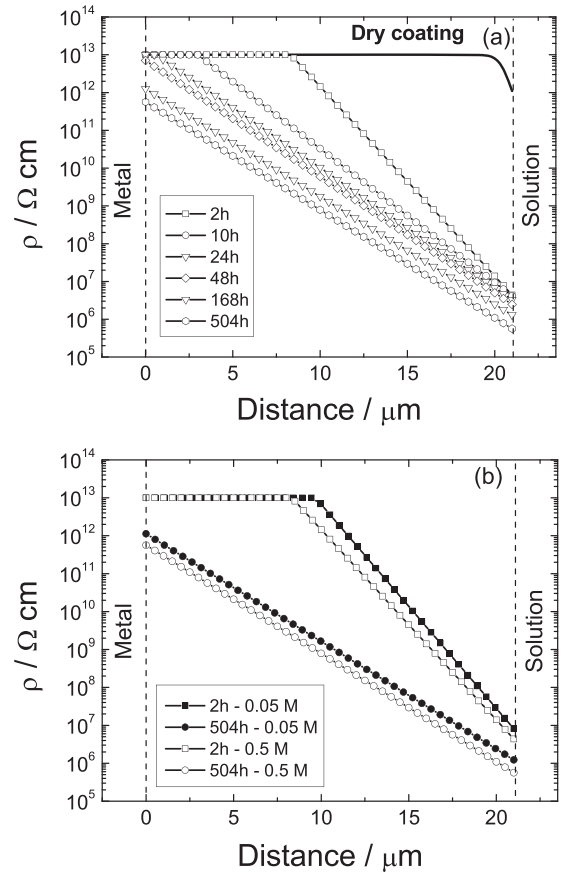 Dry coating (a)
10^14
10^13
10^12
10^11
10^10
10^9
10^8
10^7
10^6
10^5
ρ / Ω cm
Metal
Solution
2h
10h
24h
48h
168h
504h
0 5 10 15 20
Distance / μm
(b)
10^14
10^13
10^12
10^11
10^10
10^9
10^8
10^7
10^6
10^5
ρ / Ω cm
Metal
Solution
2h - 0.05 M
504h - 0.05 M
2h - 0.5 M
504h - 0.5 M
0 5 10 15 20
Distance / μm